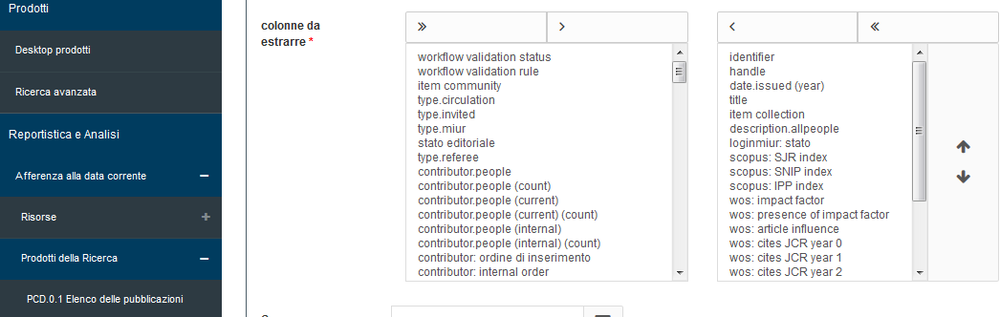 Prodotti
Desktop prodotti
Ricerca avanzata
Reportistica e Analisi
Afferenza alla data corrente
Risorse
Prodotti della Ricerca
PCD.0.1 Elenco delle pubblicazioni
colonne da
estrarre *
workflow validation status
workflow validation rule
item community
type.circulation
type.invited
type.miur
stato editoriale
type.referee
contributor.people
contributor.people (count)
contributor.people (current)
contributor.people (current) (count)
contributor.people (internal)
contributor.people (internal) (count)
contributor: ordine di inserimento
contributor: internal order
identifier
handle
date.issued (year)
title
item collection
description.allpeople
loginmiur: stato
scopus: SJR index
scopus: SNIP index
scopus: IPP index
wos: impact factor
wos: presence of impact factor
wos: article influence
wos: cites JCR year 0
wos: cites JCR year 1
wos: cites JCR year 2